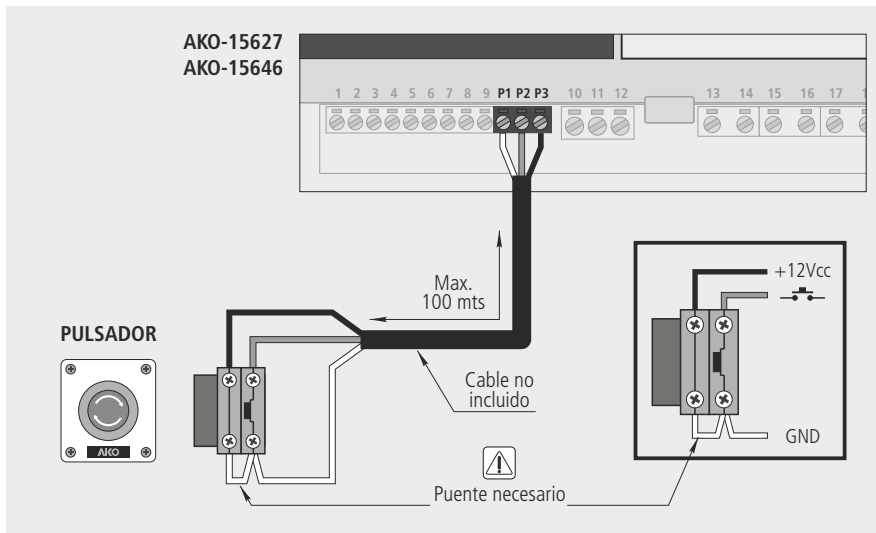 AKO-15627
AKO-15646
1 2 3 4 5 6 7 8 9 P1 P2 P3 10 11 12 13 14 15 16 17
Max.
100 mts
+12Vcc
PULSADOR
AKO
Cable no
incluido
GND
Puente necesario